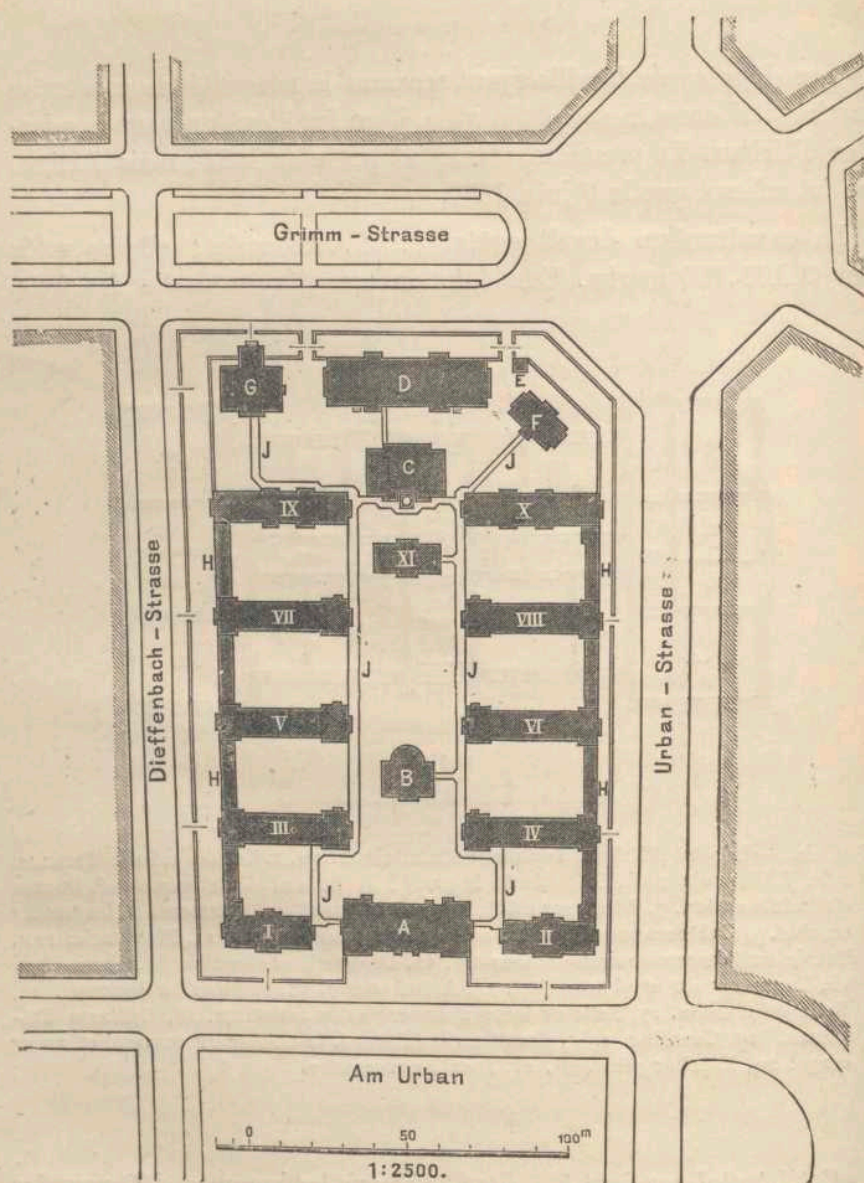 Grimm - Strasse
G
D
E
F
J
C
J
IX
X
XI
H
H
Dieffenbach - Strasse
VII
VIII
J
J
Urban - Strasse
V
VI
B
H
H
III
IV
J
J
I
A
II
Am Urban
0 50 100m
1:2500.